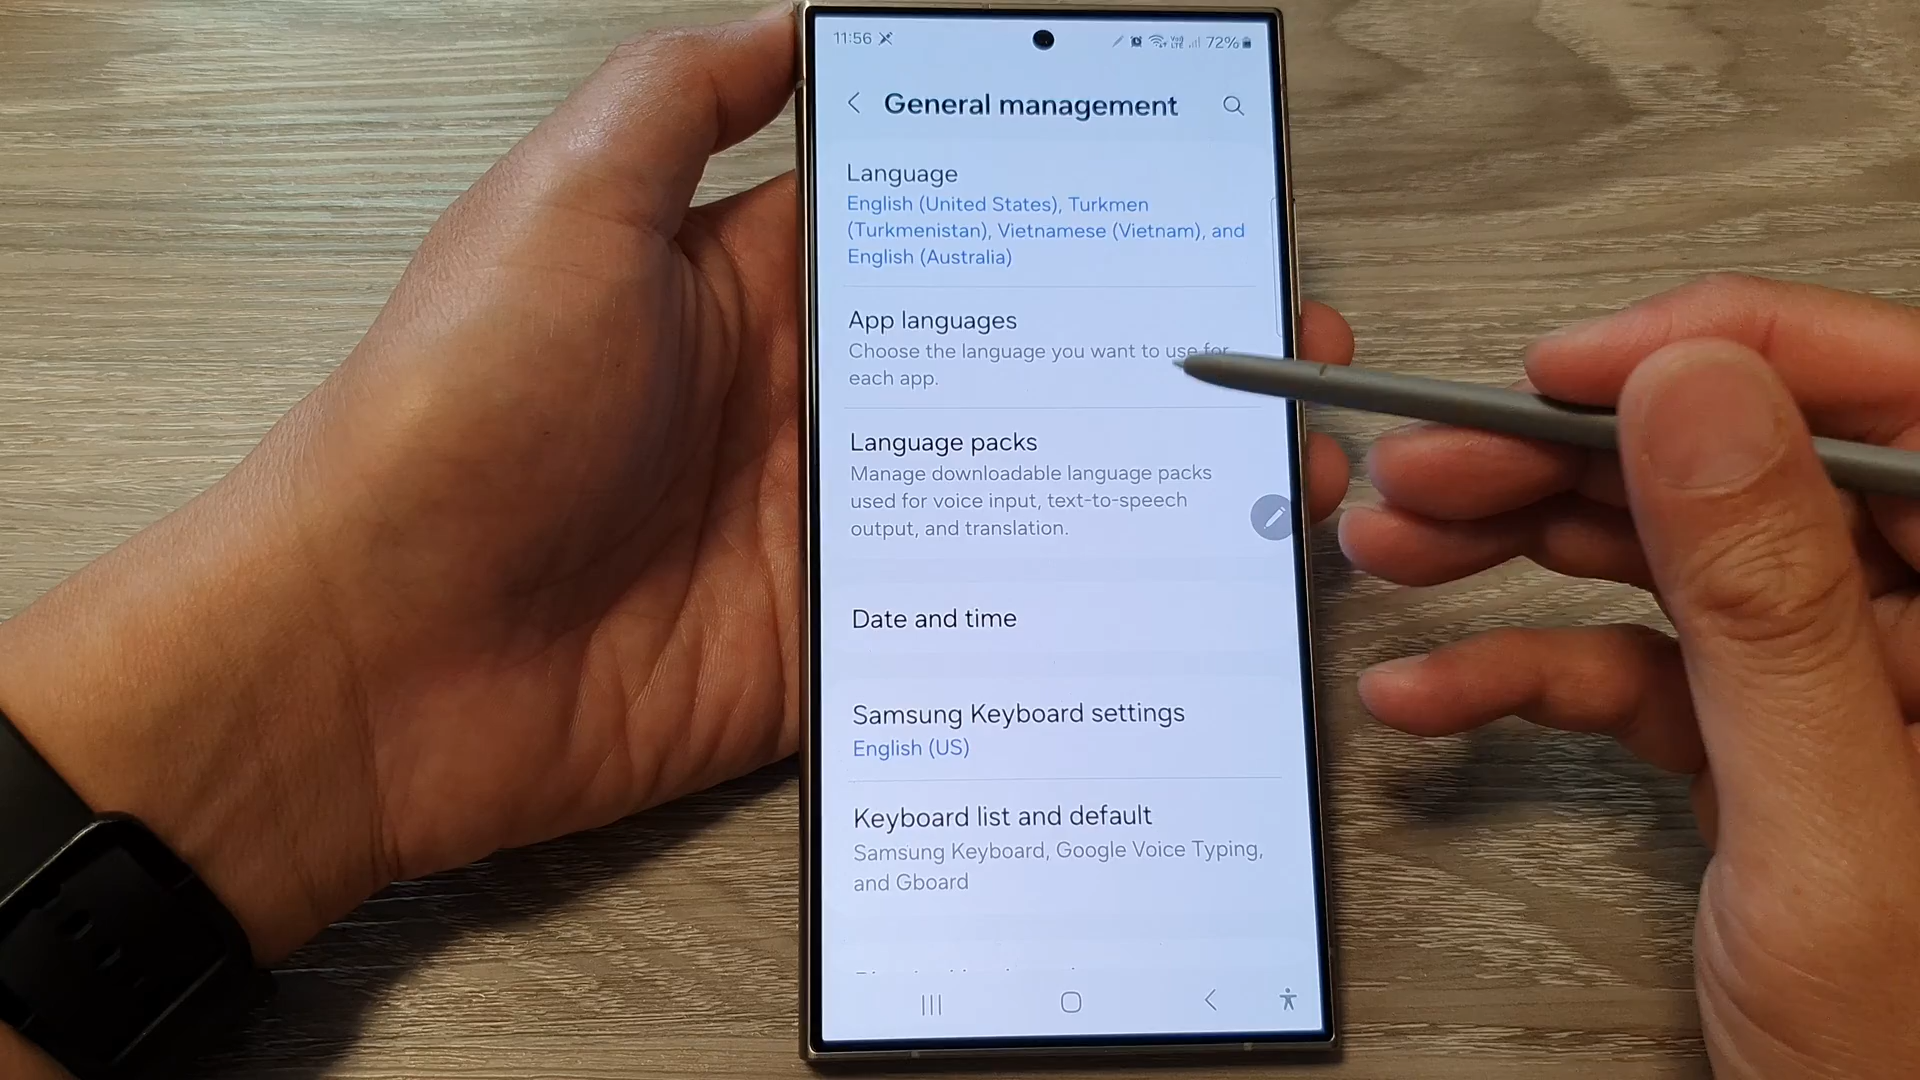 11:56 72%
General management
Language
English (United States), Turkmen
(Turkmenistan), Vietnamese (Vietnam), and
English (Australia)
App languages
Choose the language you want to use for
each app.
Language packs
Manage downloadable language packs
used for voice input, text-to-speech
output, and translation.
Date and time
Samsung Keyboard settings
English (US)
Keyboard list and default
Samsung Keyboard, Google Voice Typing,
and Gboard